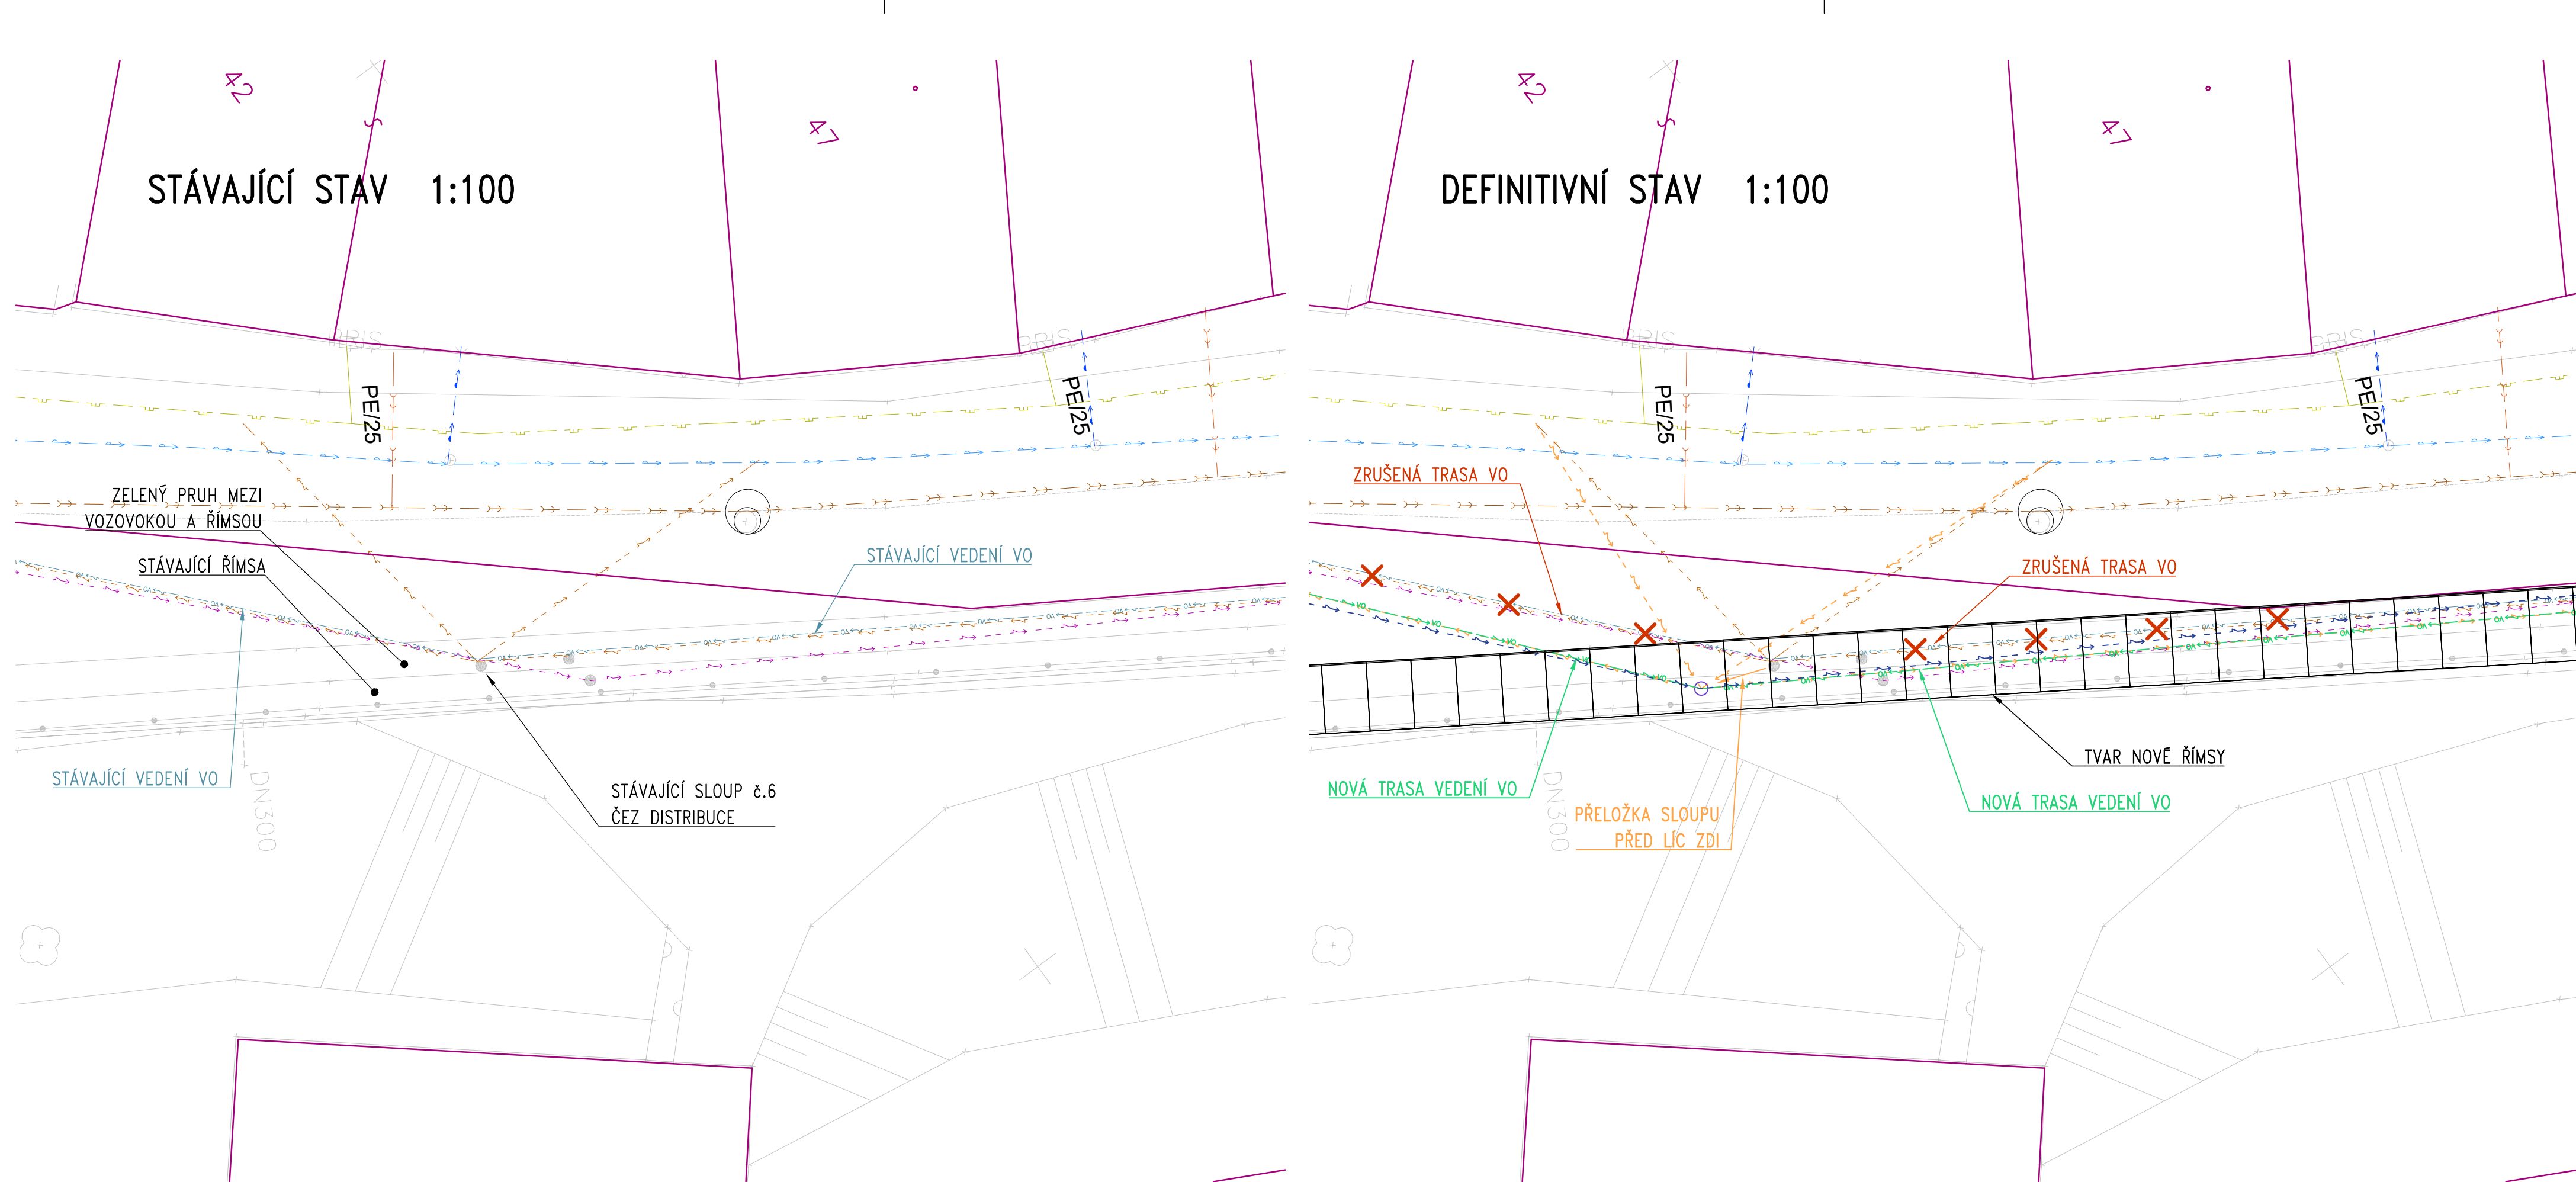 42
S
47
STÁVAJÍCÍ STAV 1:100
PE/25
PE/25
ZELENÝ PRUH MEZI
VOZOVOKOU A ŘÍMSOU
STÁVAJÍCÍ ŘÍMSA
STÁVAJÍCÍ VEDENÍ VO
STÁVAJÍCÍ VEDENÍ VO
DN300
STÁVAJÍCÍ SLOUP č.6
ČEZ DISTRIBUCE
42
S
47
DEFINITIVNÍ STAV 1:100
PE/25
PE/25
ZRUŠENÁ TRASA VO
ZRUŠENÁ TRASA VO
TVAR NOVÉ ŘÍMSY
NOVÁ TRASA VEDENÍ VO
NOVÁ TRASA VEDENÍ VO
PŘELOŽKA SLOUPU
PŘED LÍC ZDI
DN300